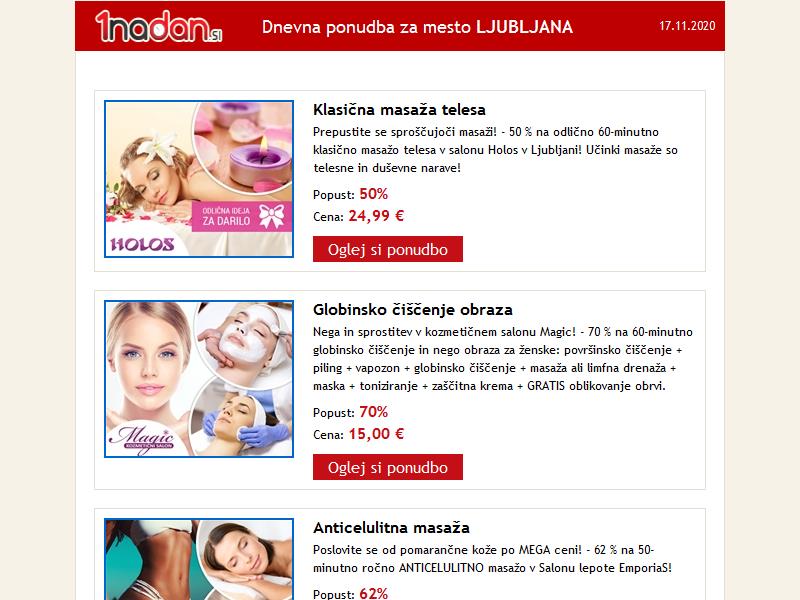 1nadan.si
Dnevna ponudba za mesto LJUBLJANA
17.11.2020
ODLIČNA IDEJA
ZA DARILO
HOLOS
Klasična masaža telesa
Prepustite se sproščujoči masaži! - 50 % na odlično 60-minutno
klasično masažo telesa v salonu Holos v Ljubljani! Učinki masaže so
telesne in duševne narave!
Popust: 50%
Cena: 24,99 €
Oglej si ponudbo
Magic
KOZMETIČNI SALON
Globinsko čiščenje obraza
Nega in sprostitev v kozmetičnem salonu Magic! - 70 % na 60-minutno
globinsko čiščenje in nego obraza za ženske: površinsko čiščenje +
piling + vapozon + globinsko čiščenje + masaža ali limfna drenaža +
maska + toniziranje + zaščitna krema + GRATIS oblikovanje obrvi.
Popust: 70%
Cena: 15,00 €
Oglej si ponudbo
Anticelulitna masaža
Poslovite se od pomarančne kože po MEGA ceni! - 62 % na 50-
minutno ročno ANTICELULITNO masažo v Salonu lepote EmporiaS!
Popust: 62%